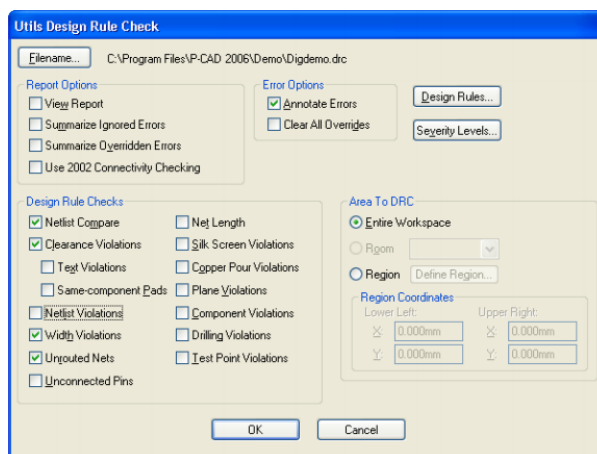 Utils Design Rule Check
Filename... C:\Program Files\P-CAD 2006\Demo\Digdemo.drc
Report Options
View Report
Summarize Ignored Errors
Summarize Overridden Errors
Use 2002 Connectivity Checking
Error Options
Annotate Errors
Clear All Overrides
Design Rules...
Severity Levels...
Design Rule Checks
Netlist Compare
Clearance Violations
Text Violations
Same-component Pads
Netlist Violations
Width Violations
Unrouted Nets
Unconnected Pins
Net Length
Silk Screen Violations
Copper Pour Violations
Plane Violations
Component Violations
Drilling Violations
Test Point Violations
Area To DRC
Entire Workspace
Room
Region Define Region...
Region Coordinates
Lower Left: Upper Right:
X: 0.000mm X: 0.000mm
Y: 0.000mm Y: 0.000mm
OK Cancel